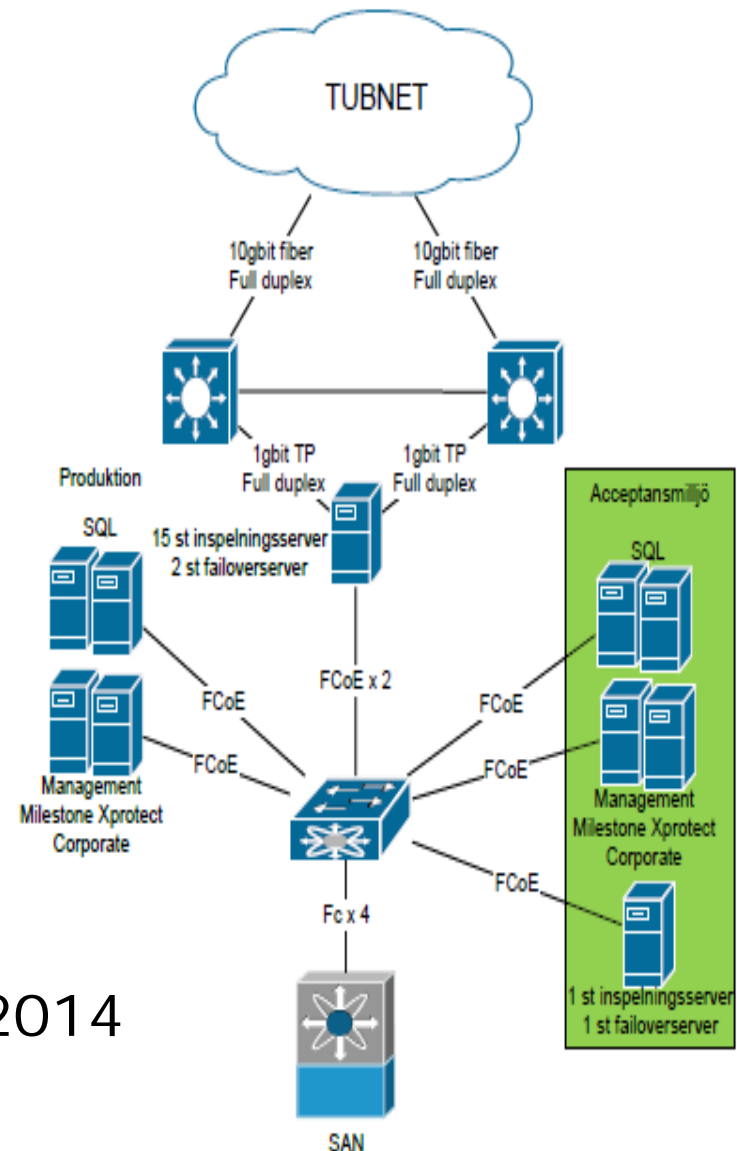 TUBNET
10gbit fiber
Full duplex
10gbit fiber
Full duplex
1gbit TP
Full duplex
1gbit TP
Full duplex
Produktion
SQL
15 st inspelningsserver
2 st failoverserver
Acceptansmiljö
SQL
FCoE x 2
FCoE
FCoE
FCoE
FCoE
Management
Milestone Xprotect
Corporate
Management
Milestone Xprotect
Corporate
FCoE
Fc x 4
1 st inspelningsserver
1 st failoverserver
2014
SAN